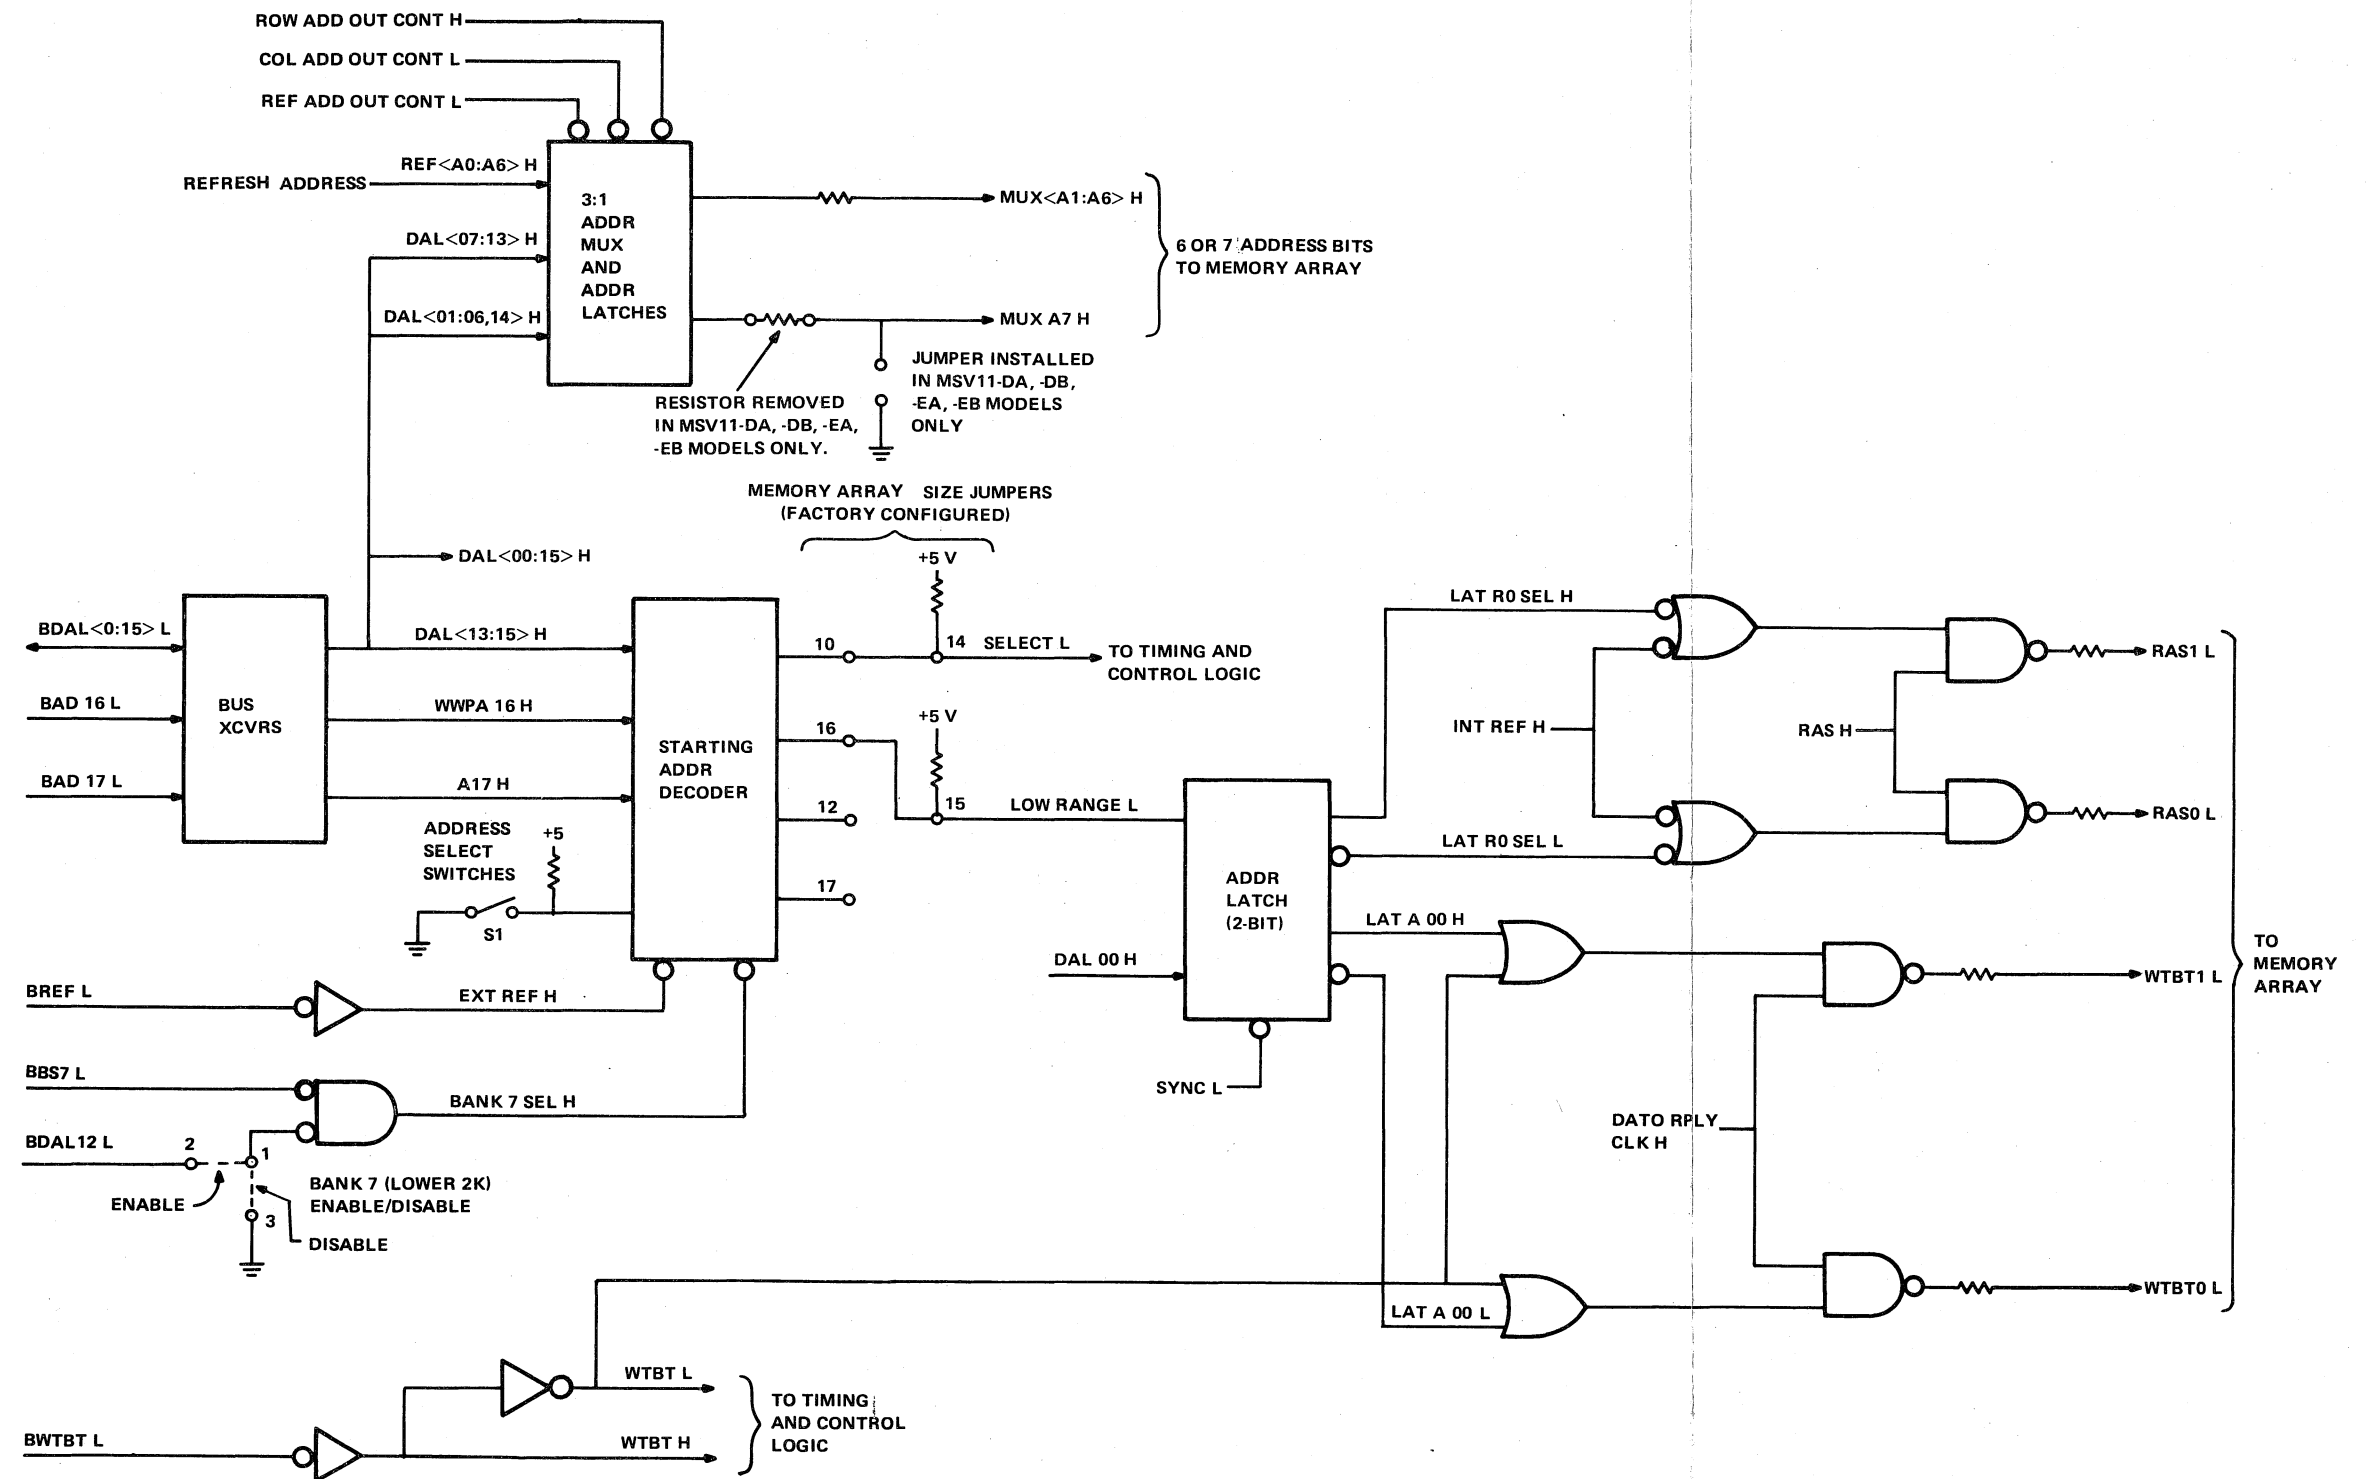 ROW ADD OUT CONT H
COL ADD OUT CONT L
REF ADD OUT CONT L
REF<A0:A6> H
REFRESH ADDRESS
DAL<07:13> H
DAL<01:06,14> H
3:1
ADDR
MUX
AND
ADDR
LATCHES
MUX<A1:A6> H
MUX A7 H
6 OR 7 ADDRESS BITS
TO MEMORY ARRAY
RESISTOR REMOVED
IN MSV11-DA, -DB, -EA,
-EB MODELS ONLY.
JUMPER INSTALLED
IN MSV11-DA, -DB,
-EA, -EB MODELS
ONLY
MEMORY ARRAY SIZE JUMPERS
(FACTORY CONFIGURED)
+5 V
DAL<00:15> H
BDAL<0:15> L
BAD 16 L
BAD 17 L
BUS
XCVRS
DAL<13:15> H
WWPA 16 H
A17 H
ADDRESS
SELECT
SWITCHES
+5
S1
STARTING
ADDR
DECODER
10
14
SELECT L
TO TIMING AND
CONTROL LOGIC
16
+5 V
15
LOW RANGE L
12
17
BREF L
EXT REF H
BBS7 L
BANK 7 SEL H
BDAL12 L
2
1
3
ENABLE
BANK 7 (LOWER 2K)
ENABLE/DISABLE
DISABLE
DAL 00 H
ADDR
LATCH
(2-BIT)
SYNC L
LAT R0 SEL H
INT REF H
LAT R0 SEL L
RAS H
RAS1 L
RAS0 L
LAT A 00 H
LAT A 00 L
DATO RPLY
CLK H
WTBT1 L
WTBT0 L
TO
MEMORY
ARRAY
BWTBT L
WTBT L
WTBT H
TO TIMING
AND CONTROL
LOGIC